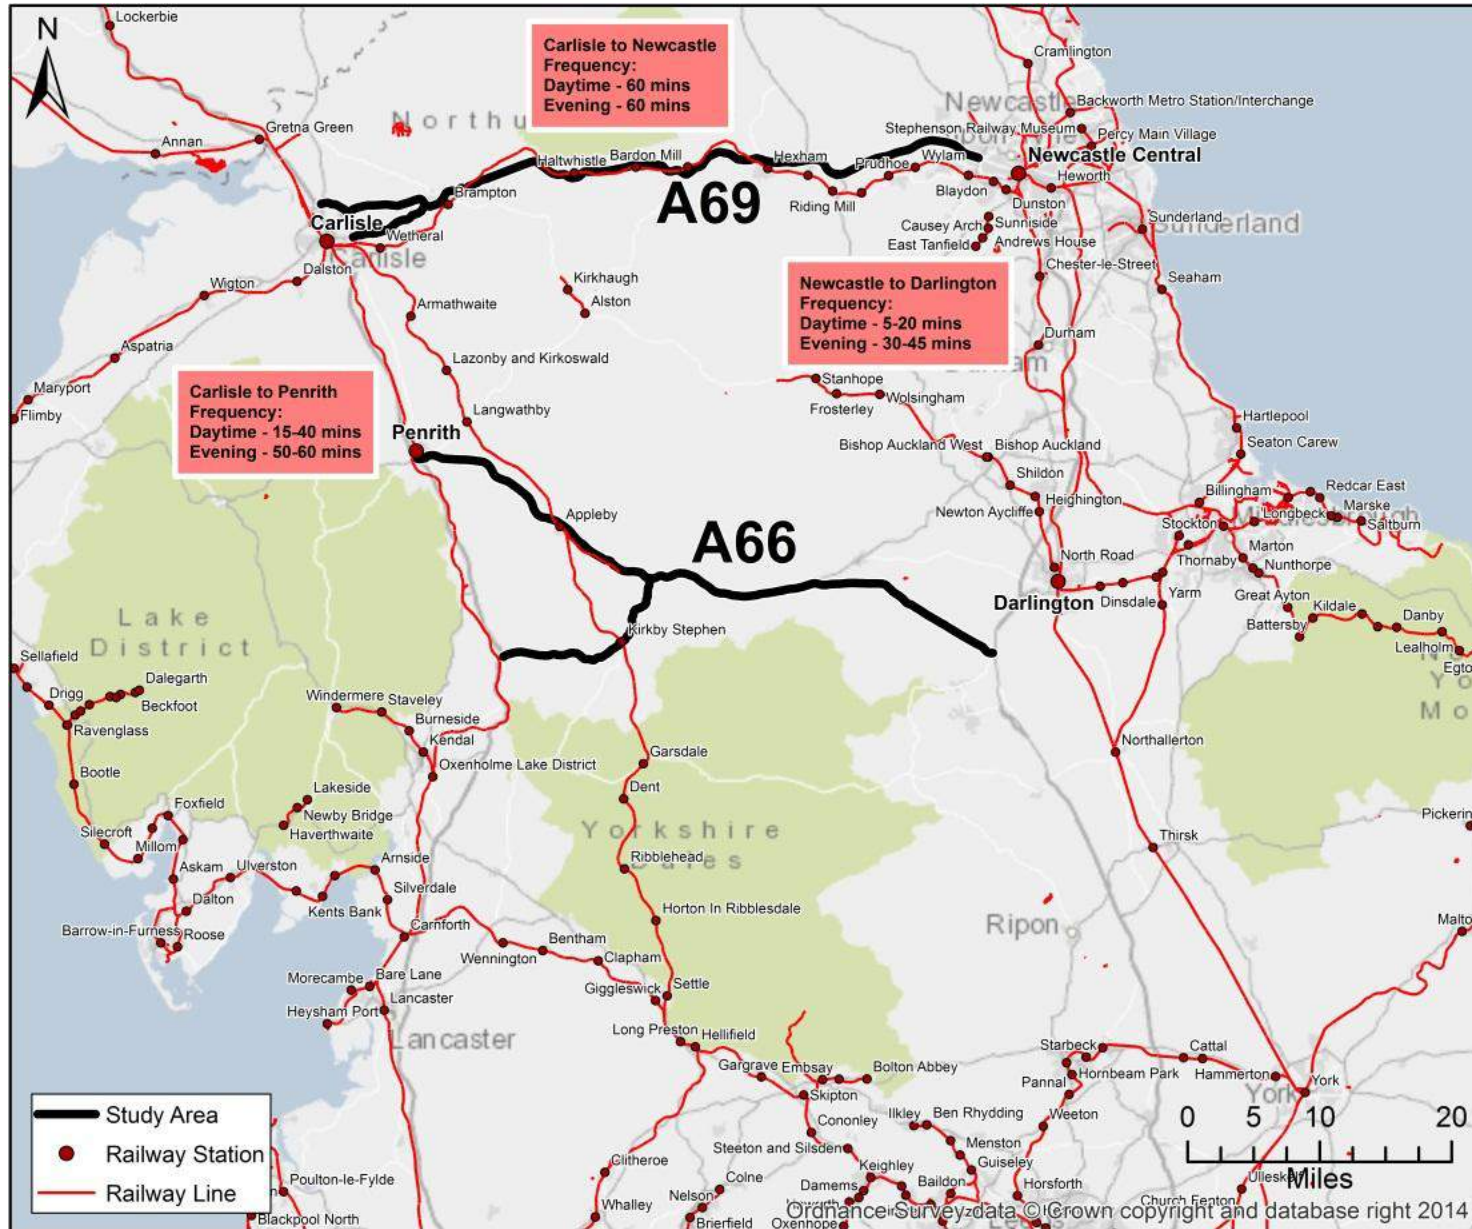 Lockerbie
N
Carlisle to Newcastle
Frequency:
Daytime - 60 mins
Evening - 60 mins
Cramlington
Newcastle
Backworth Metro Station/Interchange
Northu
Stephenson Railway Museum
Percy Main Village
Gretna Green
Annan
Haltwhistle
Bardon Mill
Hexham
Prudhoe
Wylam
Newcastle Central
Brampton
A69
Riding Mill
Blaydon
Heworth
Dunston
Carlisle
Wetheral
Carlisle
Causey Arch
Sunniside
East Tanfield
Andrews House
Sunderland
Sunderland
Dalston
Wigton
Kirkhaugh
Alston
Armathwaite
Newcastle to Darlington
Frequency:
Daytime - 5-20 mins
Evening - 30-45 mins
Chester-le-Street
Seaham
Durham
Aspatria
Lazonby and Kirkoswald
Maryport
Flimby
Carlisle to Penrith
Frequency:
Daytime - 15-40 mins
Evening - 50-60 mins
Langwathby
Penrith
Stanhope
Frosterley
Wolsingham
Hartlepool
Seaton Carew
Bishop Auckland West
Bishop Auckland
Shildon
Heighington
Newton Aycliffe
Billingham
Redcar East
Longbeck
Marske
Saltburn
Stockton
Appleby
A66
North Road
Thornaby
Marton
Nunthorpe
Darlington
Dinsdale
Yarm
Great Ayton
Kildale
Danby
Battersby
Lealholm
Egto
Lake
District
Kirkby Stephen
Sellafield
Drigg
Dalegarth
Beckfoot
Ravenglass
Windermere
Staveley
Burneside
Kendal
Yo
Mo
Bootle
Oxenholme Lake District
Garsdale
Northallerton
Lakeside
Dent
Foxfield
Newby Bridge
Haverthwaite
Silecroft
Millom
Yorkshire
Dales
Thirsk
Pickerin
Askam
Ulverston
Arnside
Ribblehead
Silverdale
Dalton
Kents Bank
Horton In Ribblesdale
Ripon
Malto
Barrow-in-Furness
Roose
Carnforth
Bentham
Wennington
Clapham
Morecambe
Bare Lane
Giggleswick
Settle
Heysham Port
Lancaster
Lancaster
Long Preston
Hellifield
Starbeck
Cattal
Gargrave
Embsay
Bolton Abbey
Pannal
Hornbeam Park
Hammerton
York
York
Skipton
Study Area
Railway Station
Railway Line
Cononley
Ilkley
Ben Rhydding
Weeton
0 10 20
Miles
Steeton and Silsden
Menston
Guiseley
Clitheroe
Keighley
Colne
Damems
Baildon
Horsforth
Poulton-le-Fylde
Nelson
Whalley
Church Fenton
Blackpool North
Brierfield
Oxenhope
Ordnance Survey data © Crown copyright and database right 2014